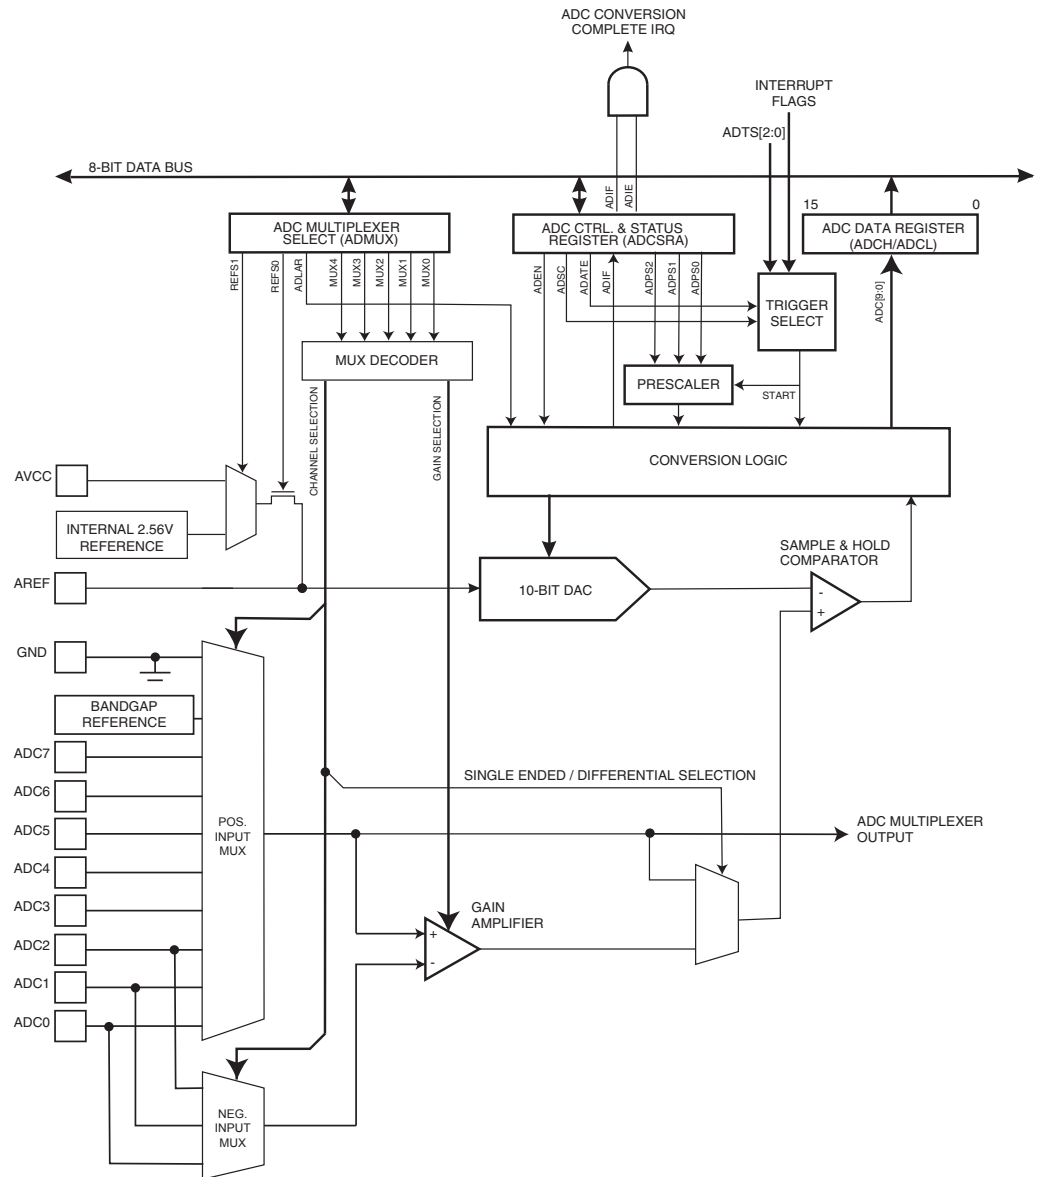 ADC CONVERSION
COMPLETE IRQ
INTERRUPT
FLAGS
ADTS[2:0]
8-BIT DATA BUS
ADIF
ADIE
15
0
ADC MULTIPLEXER
SELECT (ADMUX)
ADC CTRL. & STATUS
REGISTER (ADCSRA)
ADC DATA REGISTER
(ADCH/ADCL)
REFS1
REFS0
ADLAR
MUX4
MUX3
MUX2
MUX1
MUX0
ADEN
ADSC
ADATE
ADIF
ADPS2
ADPS1
ADPS0
ADC[9:0]
TRIGGER
SELECT
MUX DECODER
PRESCALER
START
CHANNEL SELECTION
GAIN SELECTION
CONVERSION LOGIC
AVCC
INTERNAL 2.56V
REFERENCE
SAMPLE & HOLD
COMPARATOR
AREF
10-BIT DAC
-
+
GND
BANDGAP
REFERENCE
ADC7
SINGLE ENDED / DIFFERENTIAL SELECTION
ADC6
ADC5
POS.
INPUT
MUX
ADC MULTIPLEXER
OUTPUT
ADC4
ADC3
GAIN
AMPLIFIER
+
-
ADC2
ADC1
ADC0
NEG.
INPUT
MUX